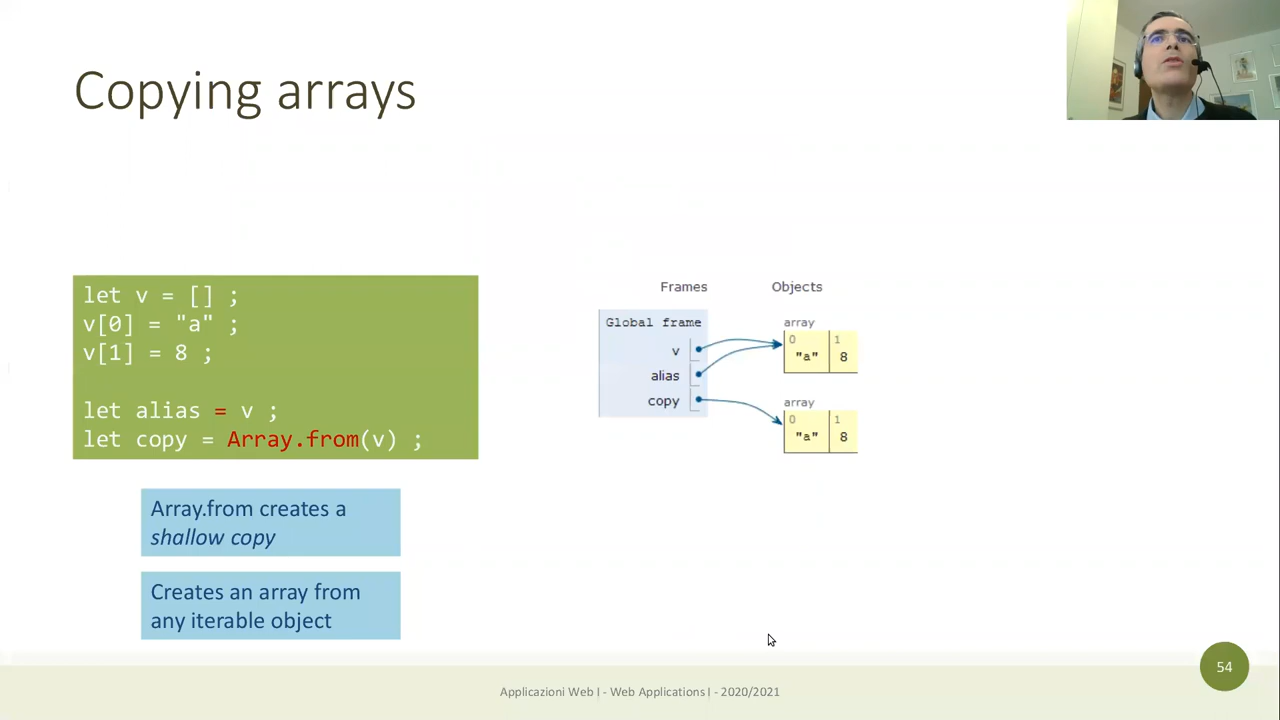 Copying arrays
let v = [] ;
v[0] = "a" ;
v[1] = 8 ;
let alias = v ;
let copy = Array.from(v) ;
Array.from creates a
shallow copy
Creates an array from
any iterable object
Frames
Objects
Global frame
v
alias
copy
array
0
1
"a"
8
array
0
1
"a"
8
Applicazioni Web I - Web Applications I - 2020/2021
54